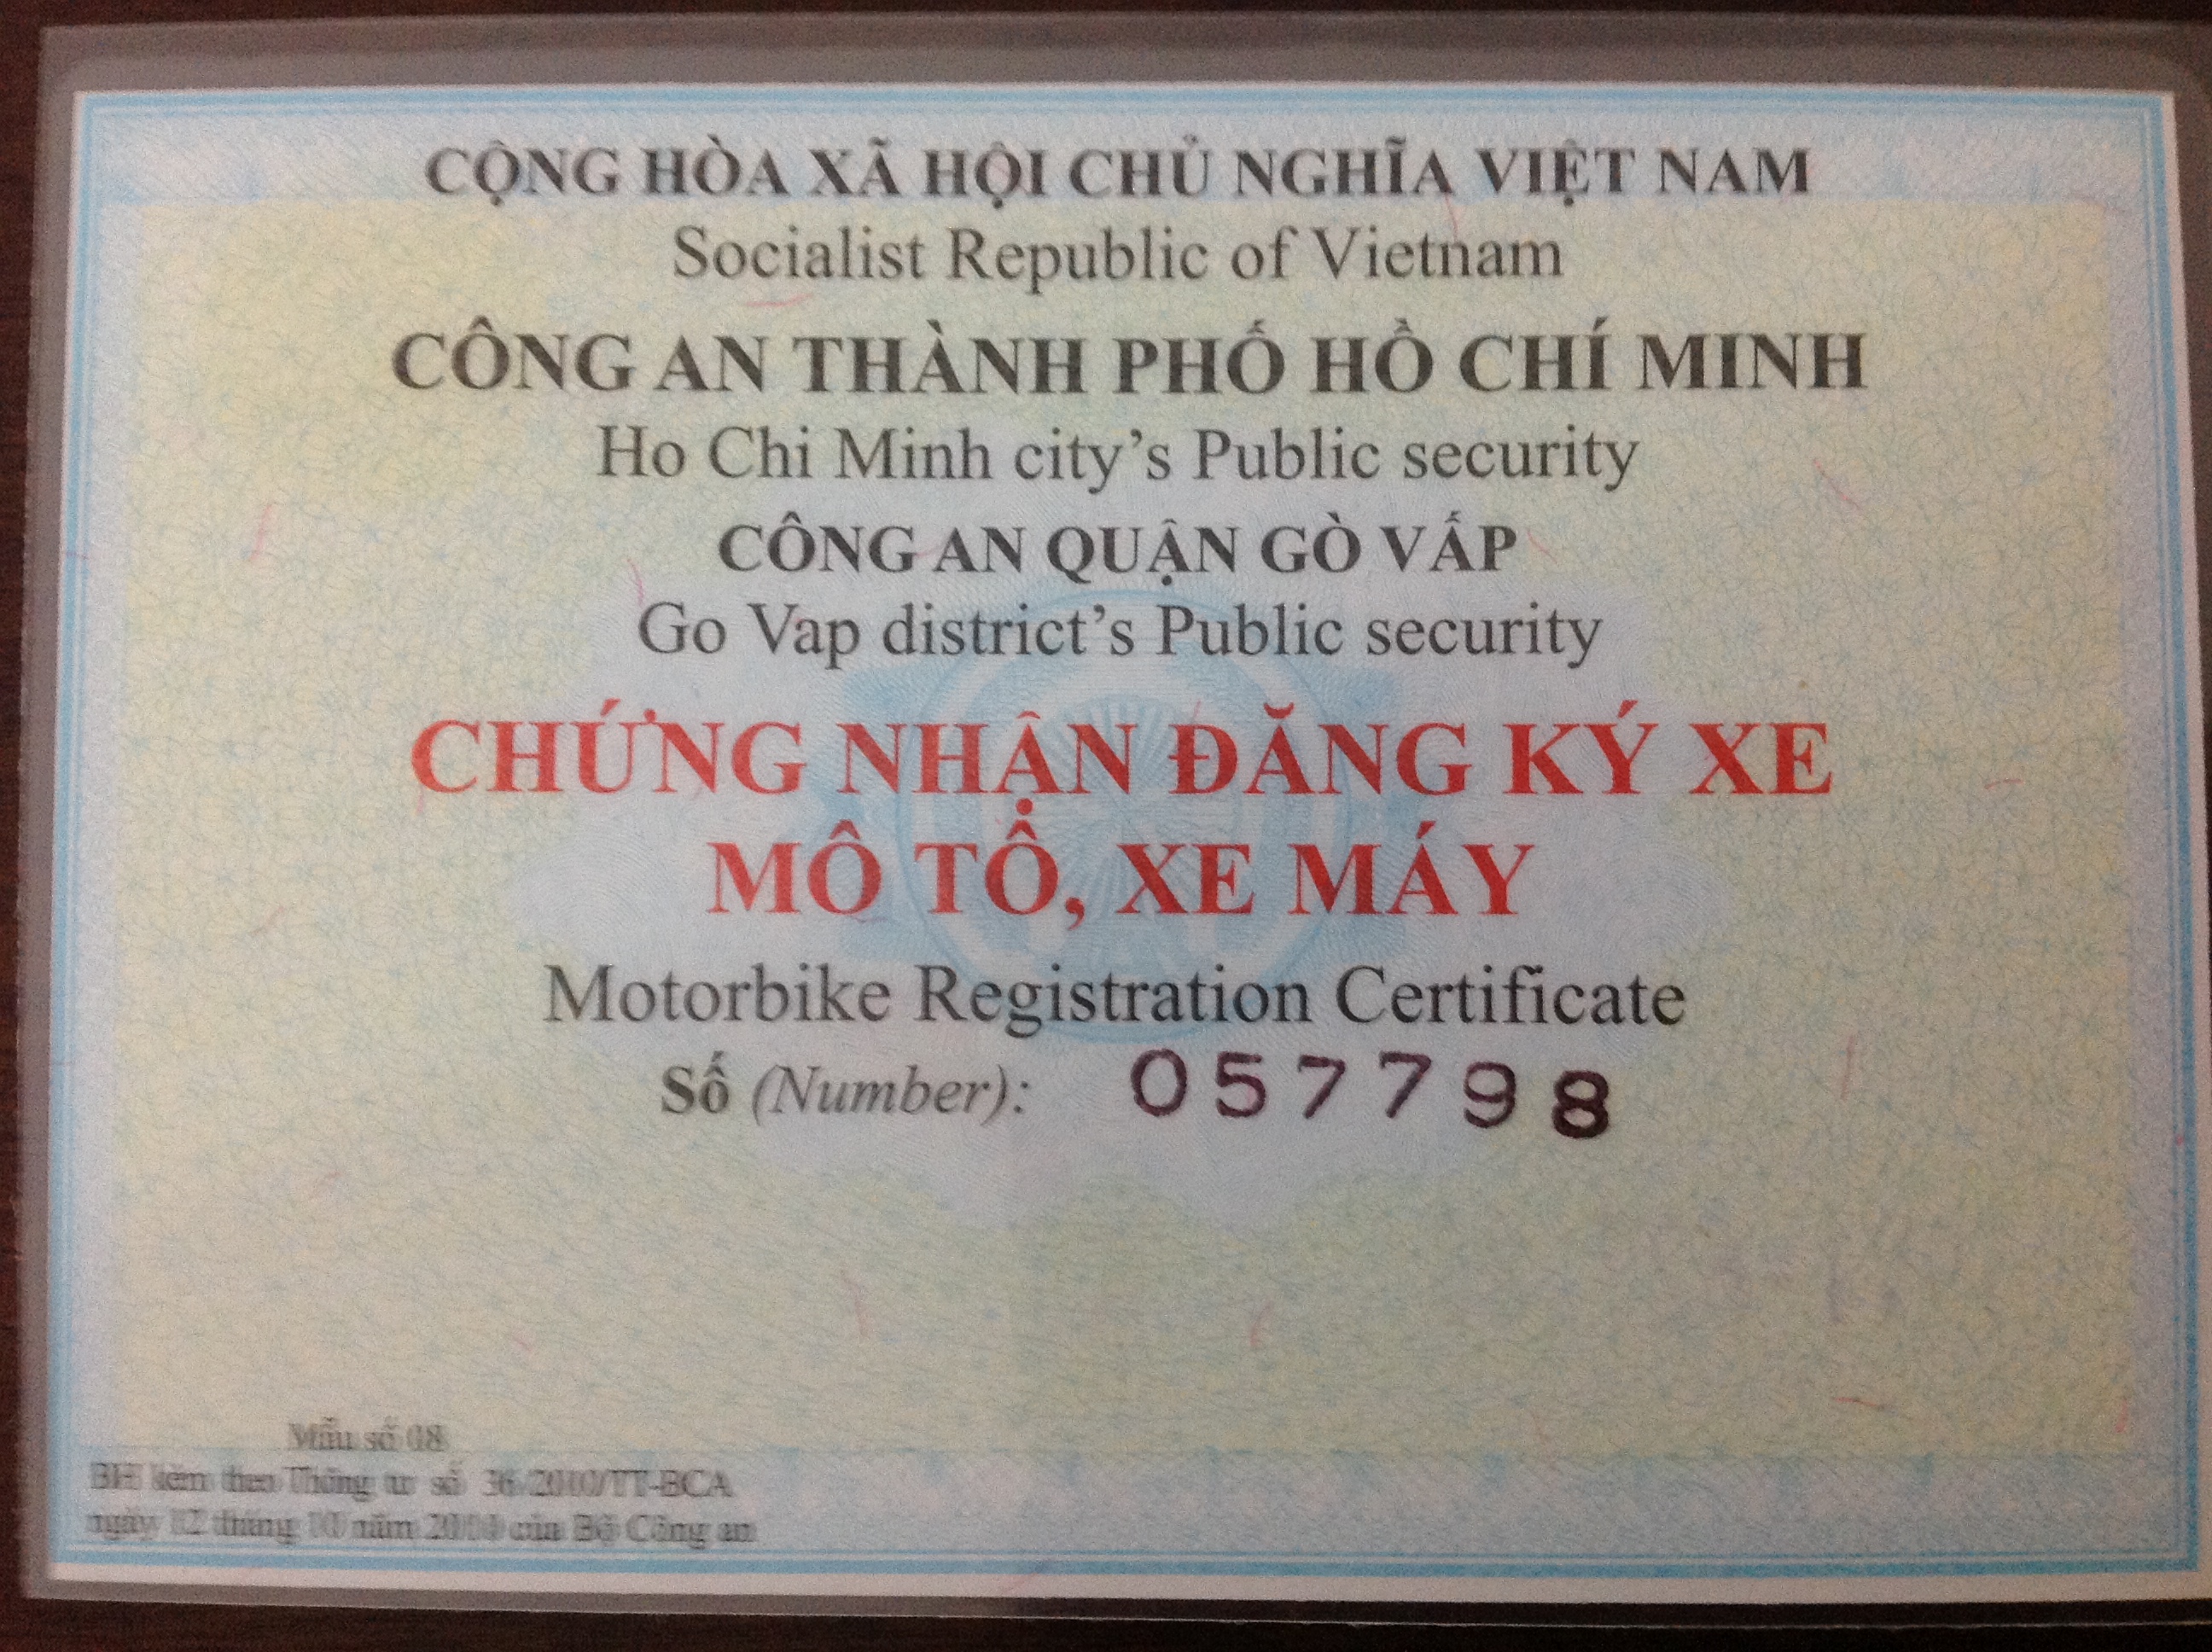 CỘNG HÒA XÃ HỘI CHỦ NGHĨA VIỆT NAM
Socialist Republic of Vietnam
CÔNG AN THÀNH PHỐ HỒ CHÍ MINH
Ho Chi Minh city's Public security
CÔNG AN QUẬN GÒ VẤP
Go Vap district's Public security
CHỨNG NHẬN ĐĂNG KÝ XE
MÔ TÔ, XE MÁY
Motorbike Registration Certificate
Số (Number): 057798
Mẫu số 08
BH kèm theo Thông tư số 36/2010/TT-BCA
ngày 12 tháng 10 năm 2010 của Bộ Công an